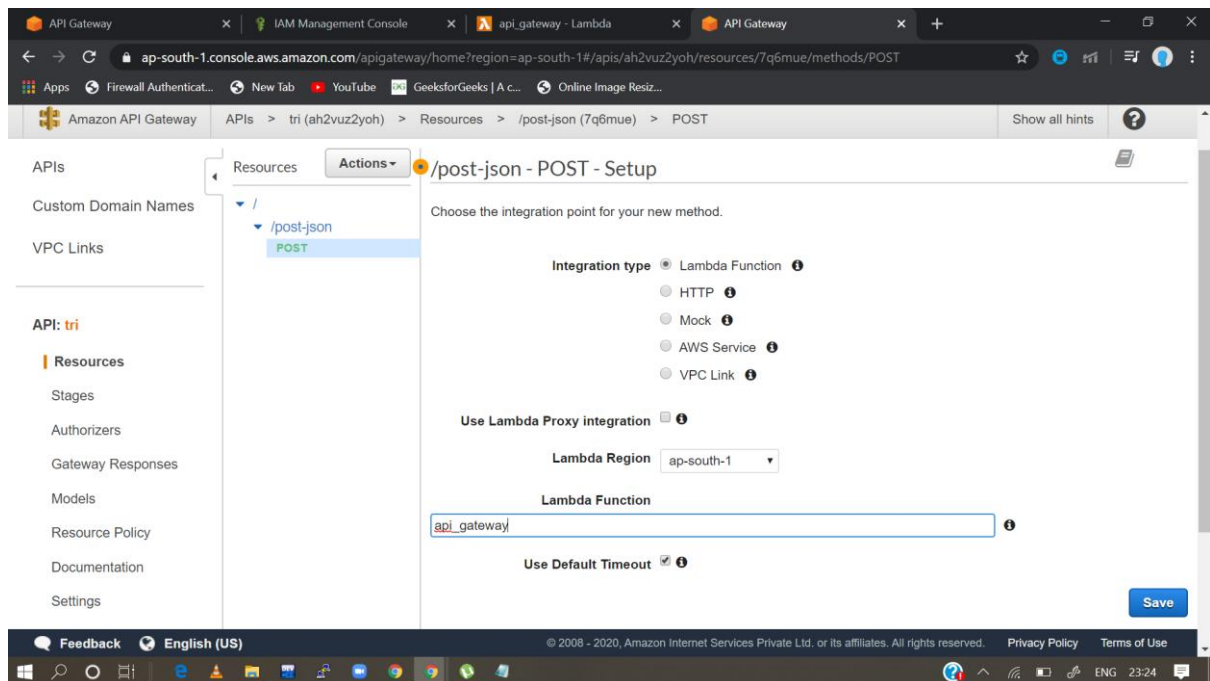 API Gateway
IAM Management Console
api_gateway - Lambda
API Gateway
ap-south-1.console.aws.amazon.com/apigateway/home?region=ap-south-1#/apis/ah2vuz2yoh/resources/7q6mue/methods/POST
Apps Firewall Authenticat... New Tab YouTube GeeksforGeeks | A c... Online Image Resiz...
Amazon API Gateway APIs > tri (ah2vuz2yoh) > Resources > /post-json (7q6mue) > POST Show all hints
APIs
Custom Domain Names
VPC Links
API: tri
Resources
Stages
Authorizers
Gateway Responses
Models
Resource Policy
Documentation
Settings
Resources Actions
/
/post-json
POST
/post-json - POST - Setup
Choose the integration point for your new method.
Integration type Lambda Function
HTTP
Mock
AWS Service
VPC Link
Use Lambda Proxy integration
Lambda Region ap-south-1
Lambda Function
api_gateway
Use Default Timeout
Save
Feedback English (US) © 2008 - 2020, Amazon Internet Services Private Ltd. or its affiliates. All rights reserved. Privacy Policy Terms of Use
ENG 23:24